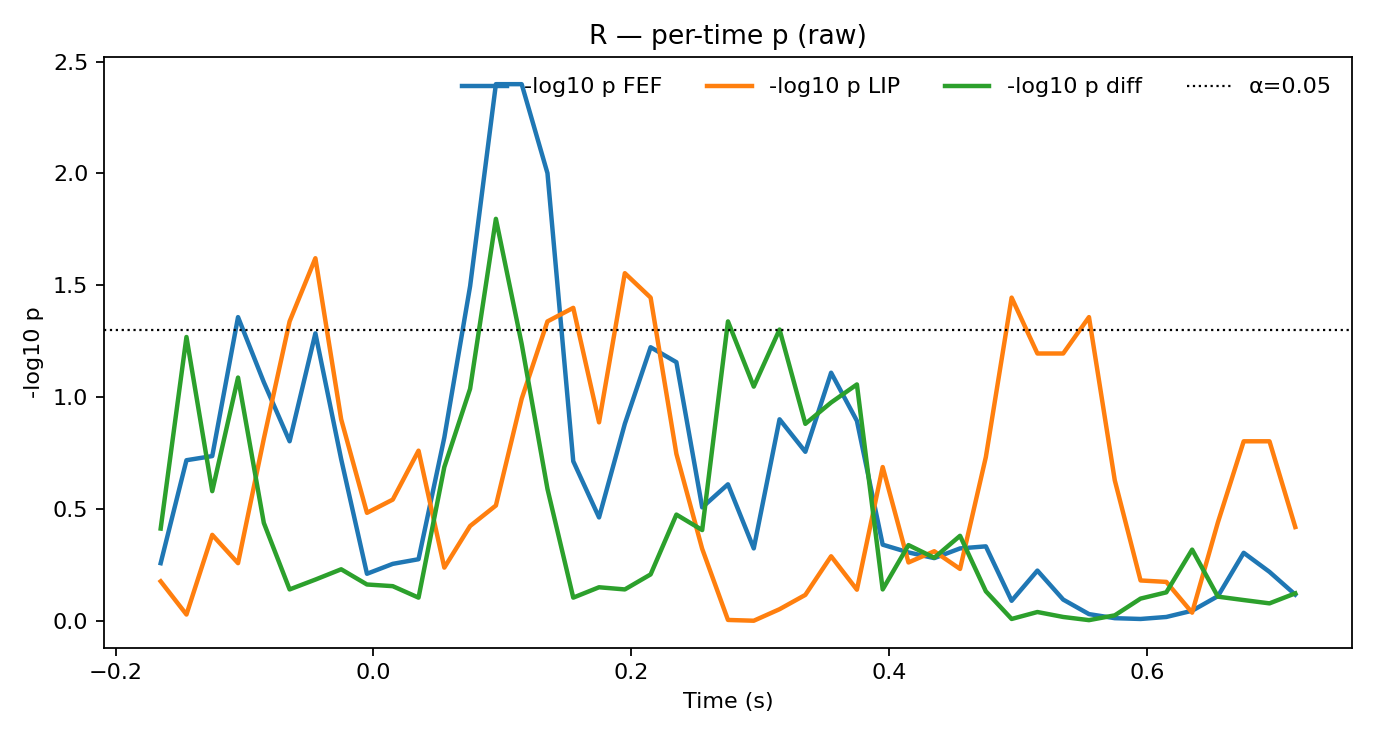 R — per-time p (raw)
-log10 p FEF -log10 p LIP -log10 p diff α=0.05
2.5
2.0
1.5
1.0
0.5
0.0
-log10 p
−0.2 0.0 0.2 0.4 0.6
Time (s)